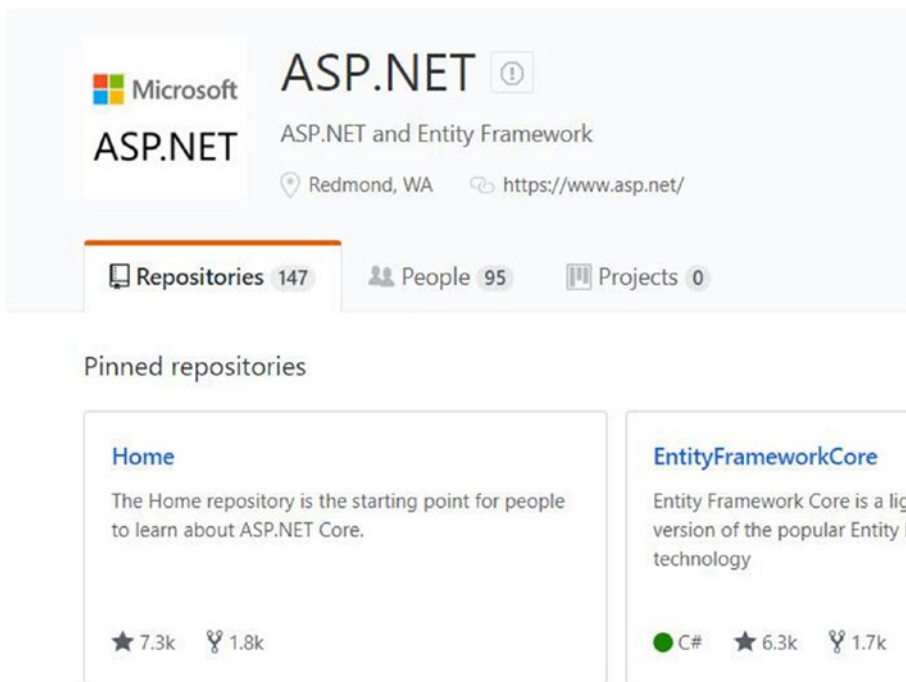 Microsoft
ASP.NET
ASP.NET
ASP.NET and Entity Framework
Redmond, WA https://www.asp.net/
Repositories 147 People 95 Projects 0
Pinned repositories
Home
The Home repository is the starting point for people
to learn about ASP.NET Core.
7.3k 1.8k
EntityFrameworkCore
Entity Framework Core is a
version of the popular Entity
technology
C# 6.3k 1.7k